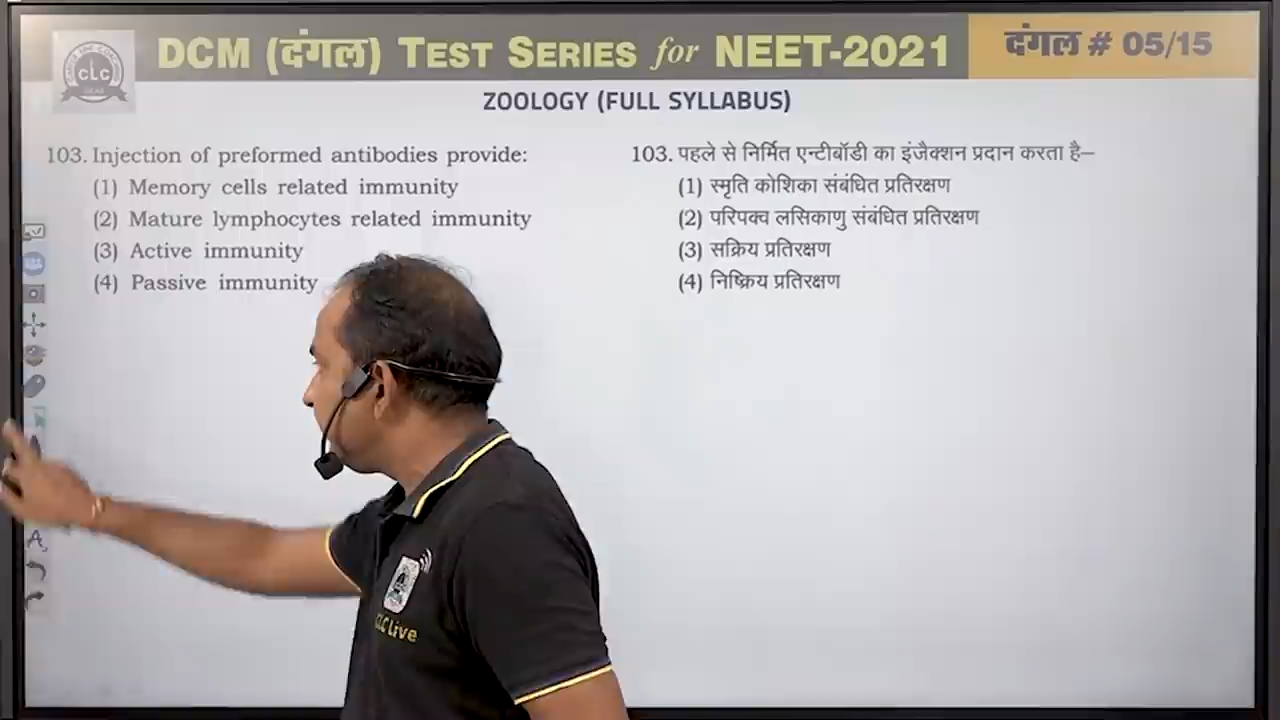 DCM (दंगल) TEST SERIES for NEET-2021
दंगल # 05/15
CLC
ZOOLOGY (FULL SYLLABUS)
103. Injection of preformed antibodies provide:
(1) Memory cells related immunity
(2) Mature lymphocytes related immunity
(3) Active immunity
(4) Passive immunity
103. पहले से निर्मित एन्टीबॉडी का इंजैक्शन प्रदान करता है–
(1) स्मृति कोशिका संबंधित प्रतिरक्षण
(2) परिपक्व लसिकाणु संबंधित प्रतिरक्षण
(3) सक्रिय प्रतिरक्षण
(4) निष्क्रिय प्रतिरक्षण
CLC Live